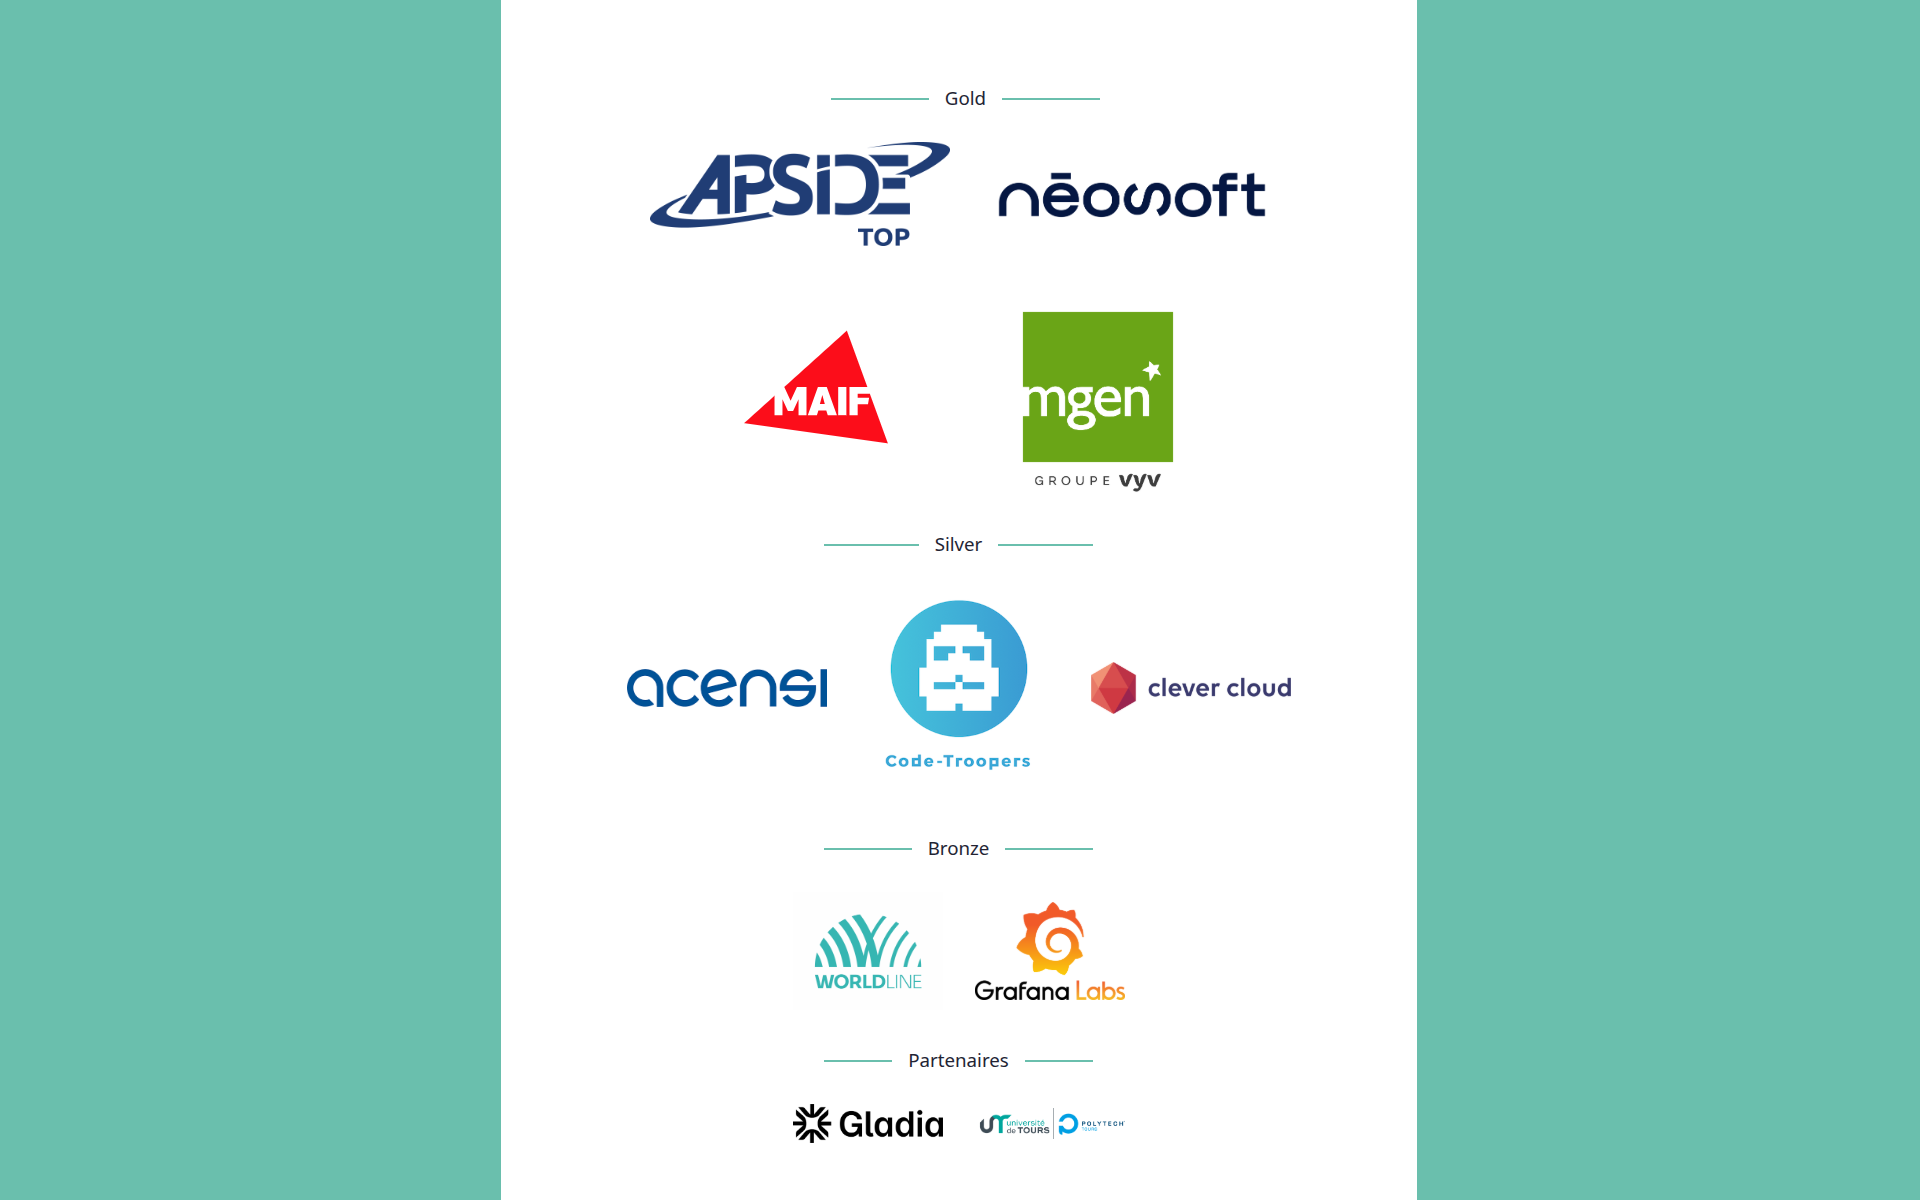 Gold
APSIDE
TOP
nēosoft
MAIF
mgen
GROUPE vyv
Silver
acensi
Code-Troopers
clever cloud
Bronze
WORLDLINE
Grafana Labs
Partenaires
Gladia
université
de TOURS
POLYTECH
TOURS